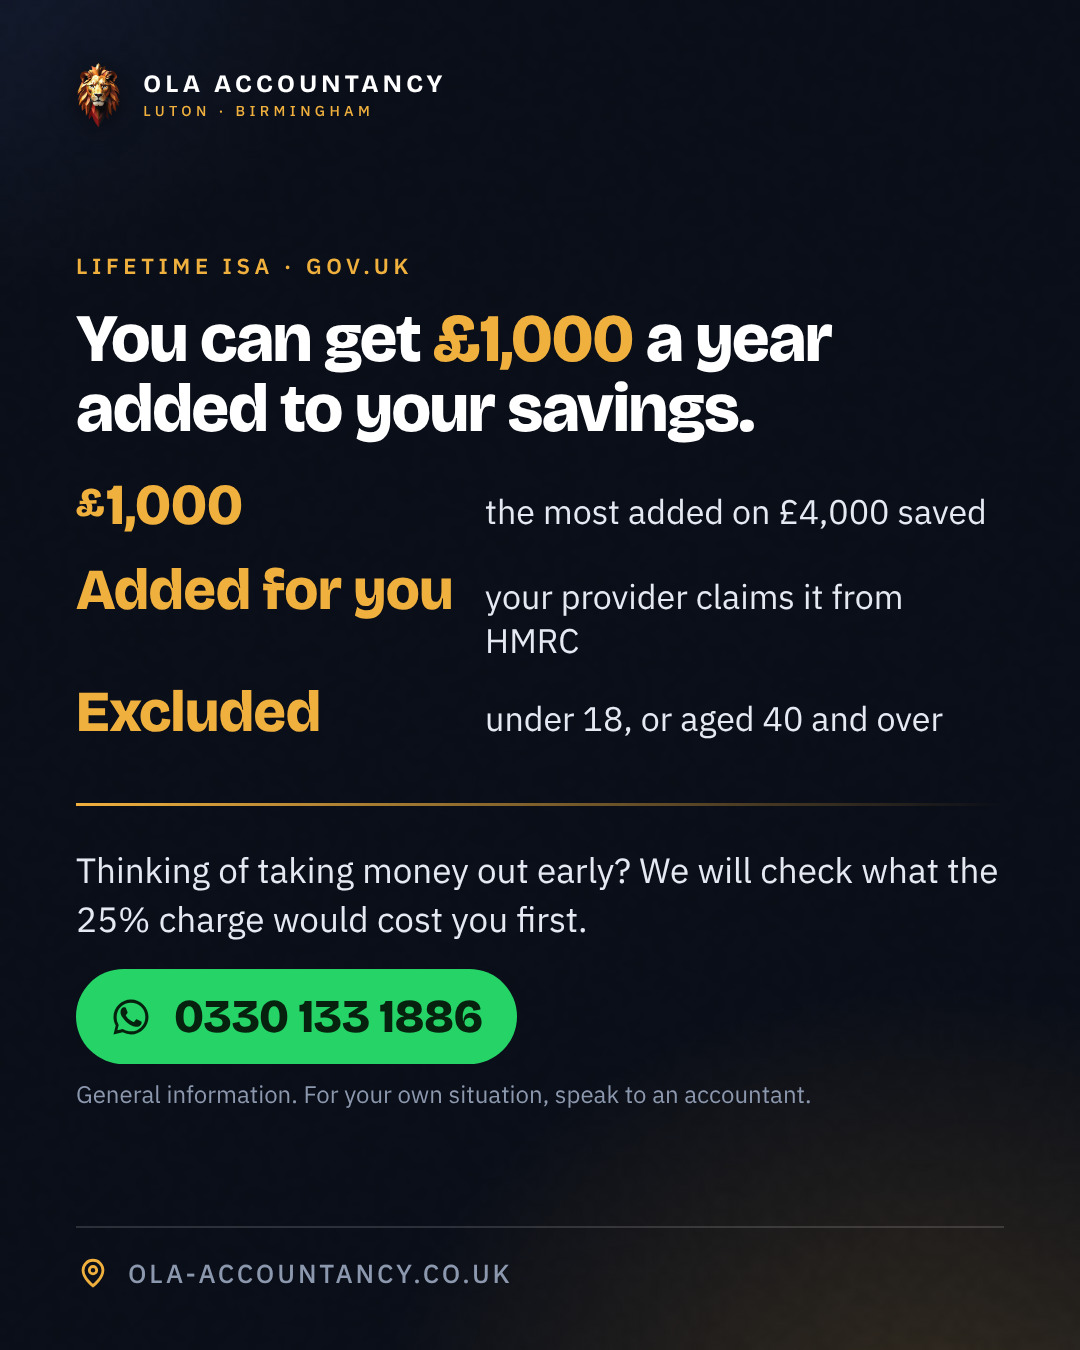 OLA ACCOUNTANCY
LUTON · BIRMINGHAM
LIFETIME ISA · GOV.UK
You can get £1,000 a year
added to your savings.
£1,000
the most added on £4,000 saved
Added for you
your provider claims it from
HMRC
Excluded
under 18, or aged 40 and over
Thinking of taking money out early? We will check what the
25% charge would cost you first.
0330 133 1886
General information. For your own situation, speak to an accountant.
OLA-ACCOUNTANCY.CO.UK